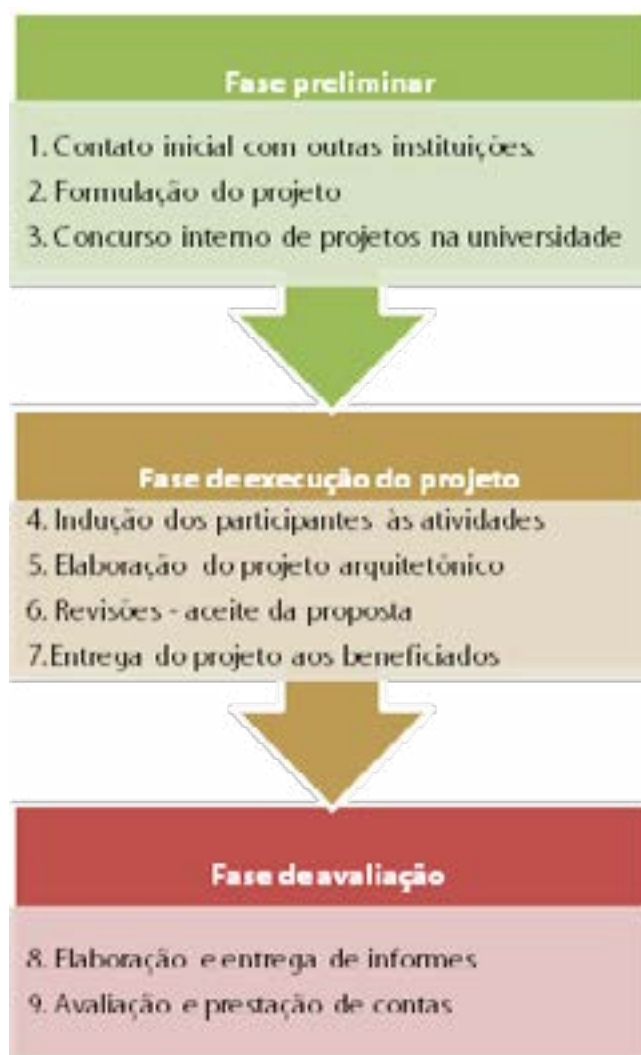 Fase preliminar
1. Contato inicial com outras instituições.
2. Formulação do projeto
3. Concurso interno de projetos na universidade
Fase de execução do projeto
4. Indução dos participantes às atividades
5. Elaboração do projeto arquitetônico
6. Revisões - aceite da proposta
7.Entrega do projeto aos beneficiados
Fase de avaliação
8. Elaboração e entrega de informes
9. Avaliação e prestação de contas